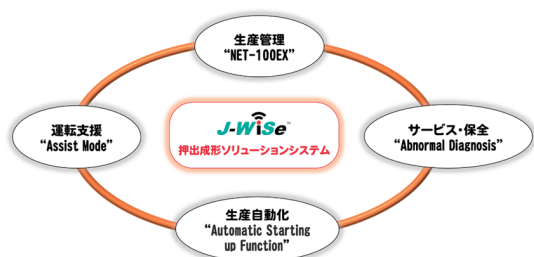 生産管理
“NET-100EX”
運転支援
“Assist Mode”
J-WiSe™
押出成形ソリューションシステム
サービス・保全
“Abnormal Diagnosis”
生産自動化
“Automatic Starting
up Function”